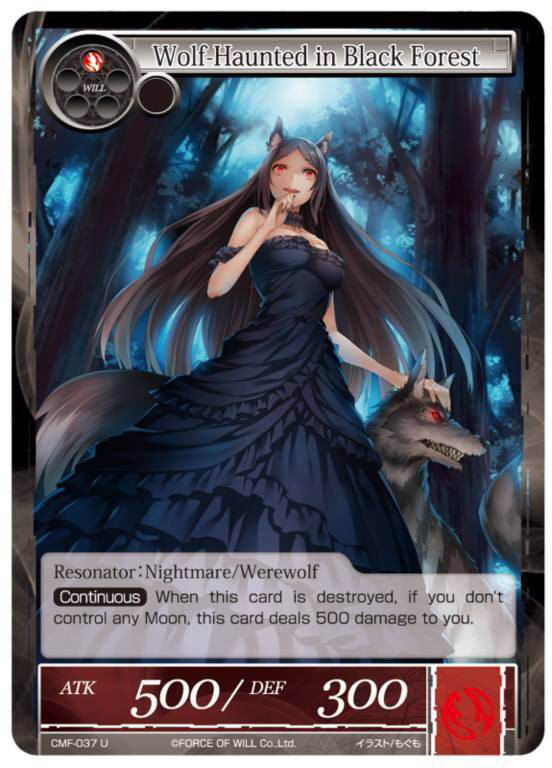 Wolf-Haunted in Black Forest
WILL
Resonator:Nightmare/Werewolf
Continuous When this card is destroyed, if you don't
control any Moon, this card deals 500 damage to you.
ATK 500/ DEF 300
CMF-037 U ©FORCE OF WILL Co.,Ltd. イラスト/もぐも